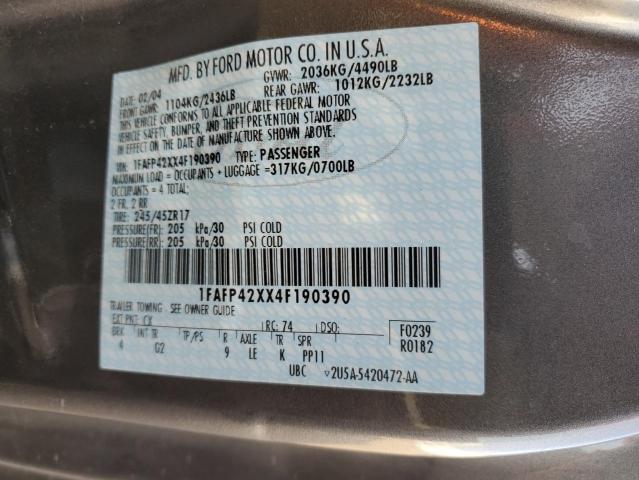 MFD. BY FORD MOTOR CO. IN U.S.A.
DATE: 02/04 GVWR: 2036KG/4490LB
FRONT GAWR: 1104KG/2436LB REAR GAWR: 1012KG/2232LB
THIS VEHICLE CONFORMS TO ALL APPLICABLE FEDERAL MOTOR
VEHICLE SAFETY, BUMPER, AND THEFT PREVENTION STANDARDS
IN EFFECT ON THE DATE OF MANUFACTURE SHOWN ABOVE.
VIN: 1FAFP42XX4F190390 TYPE: PASSENGER
MAXIMUM LOAD = OCCUPANTS + LUGGAGE =317KG/0700LB
OCCUPANTS = 4 TOTAL:
2 FR, 2 RR
TIRE: 245/45ZR17
PRESSURE(FR) 205 kPa/30 PSI COLD
PRESSURE(RR) 205 kPa/30 PSI COLD
1FAFP42XX4F190390
TRAILER TOWING - SEE OWNER GUIDE
EXT PNT: CX RC: 74 DSO: F0239
BRK INT TR TP/PS R AXLE TR SPR R0182
4 G2 9 LE K PP11
UBC ▽2U5A-5420472-AA